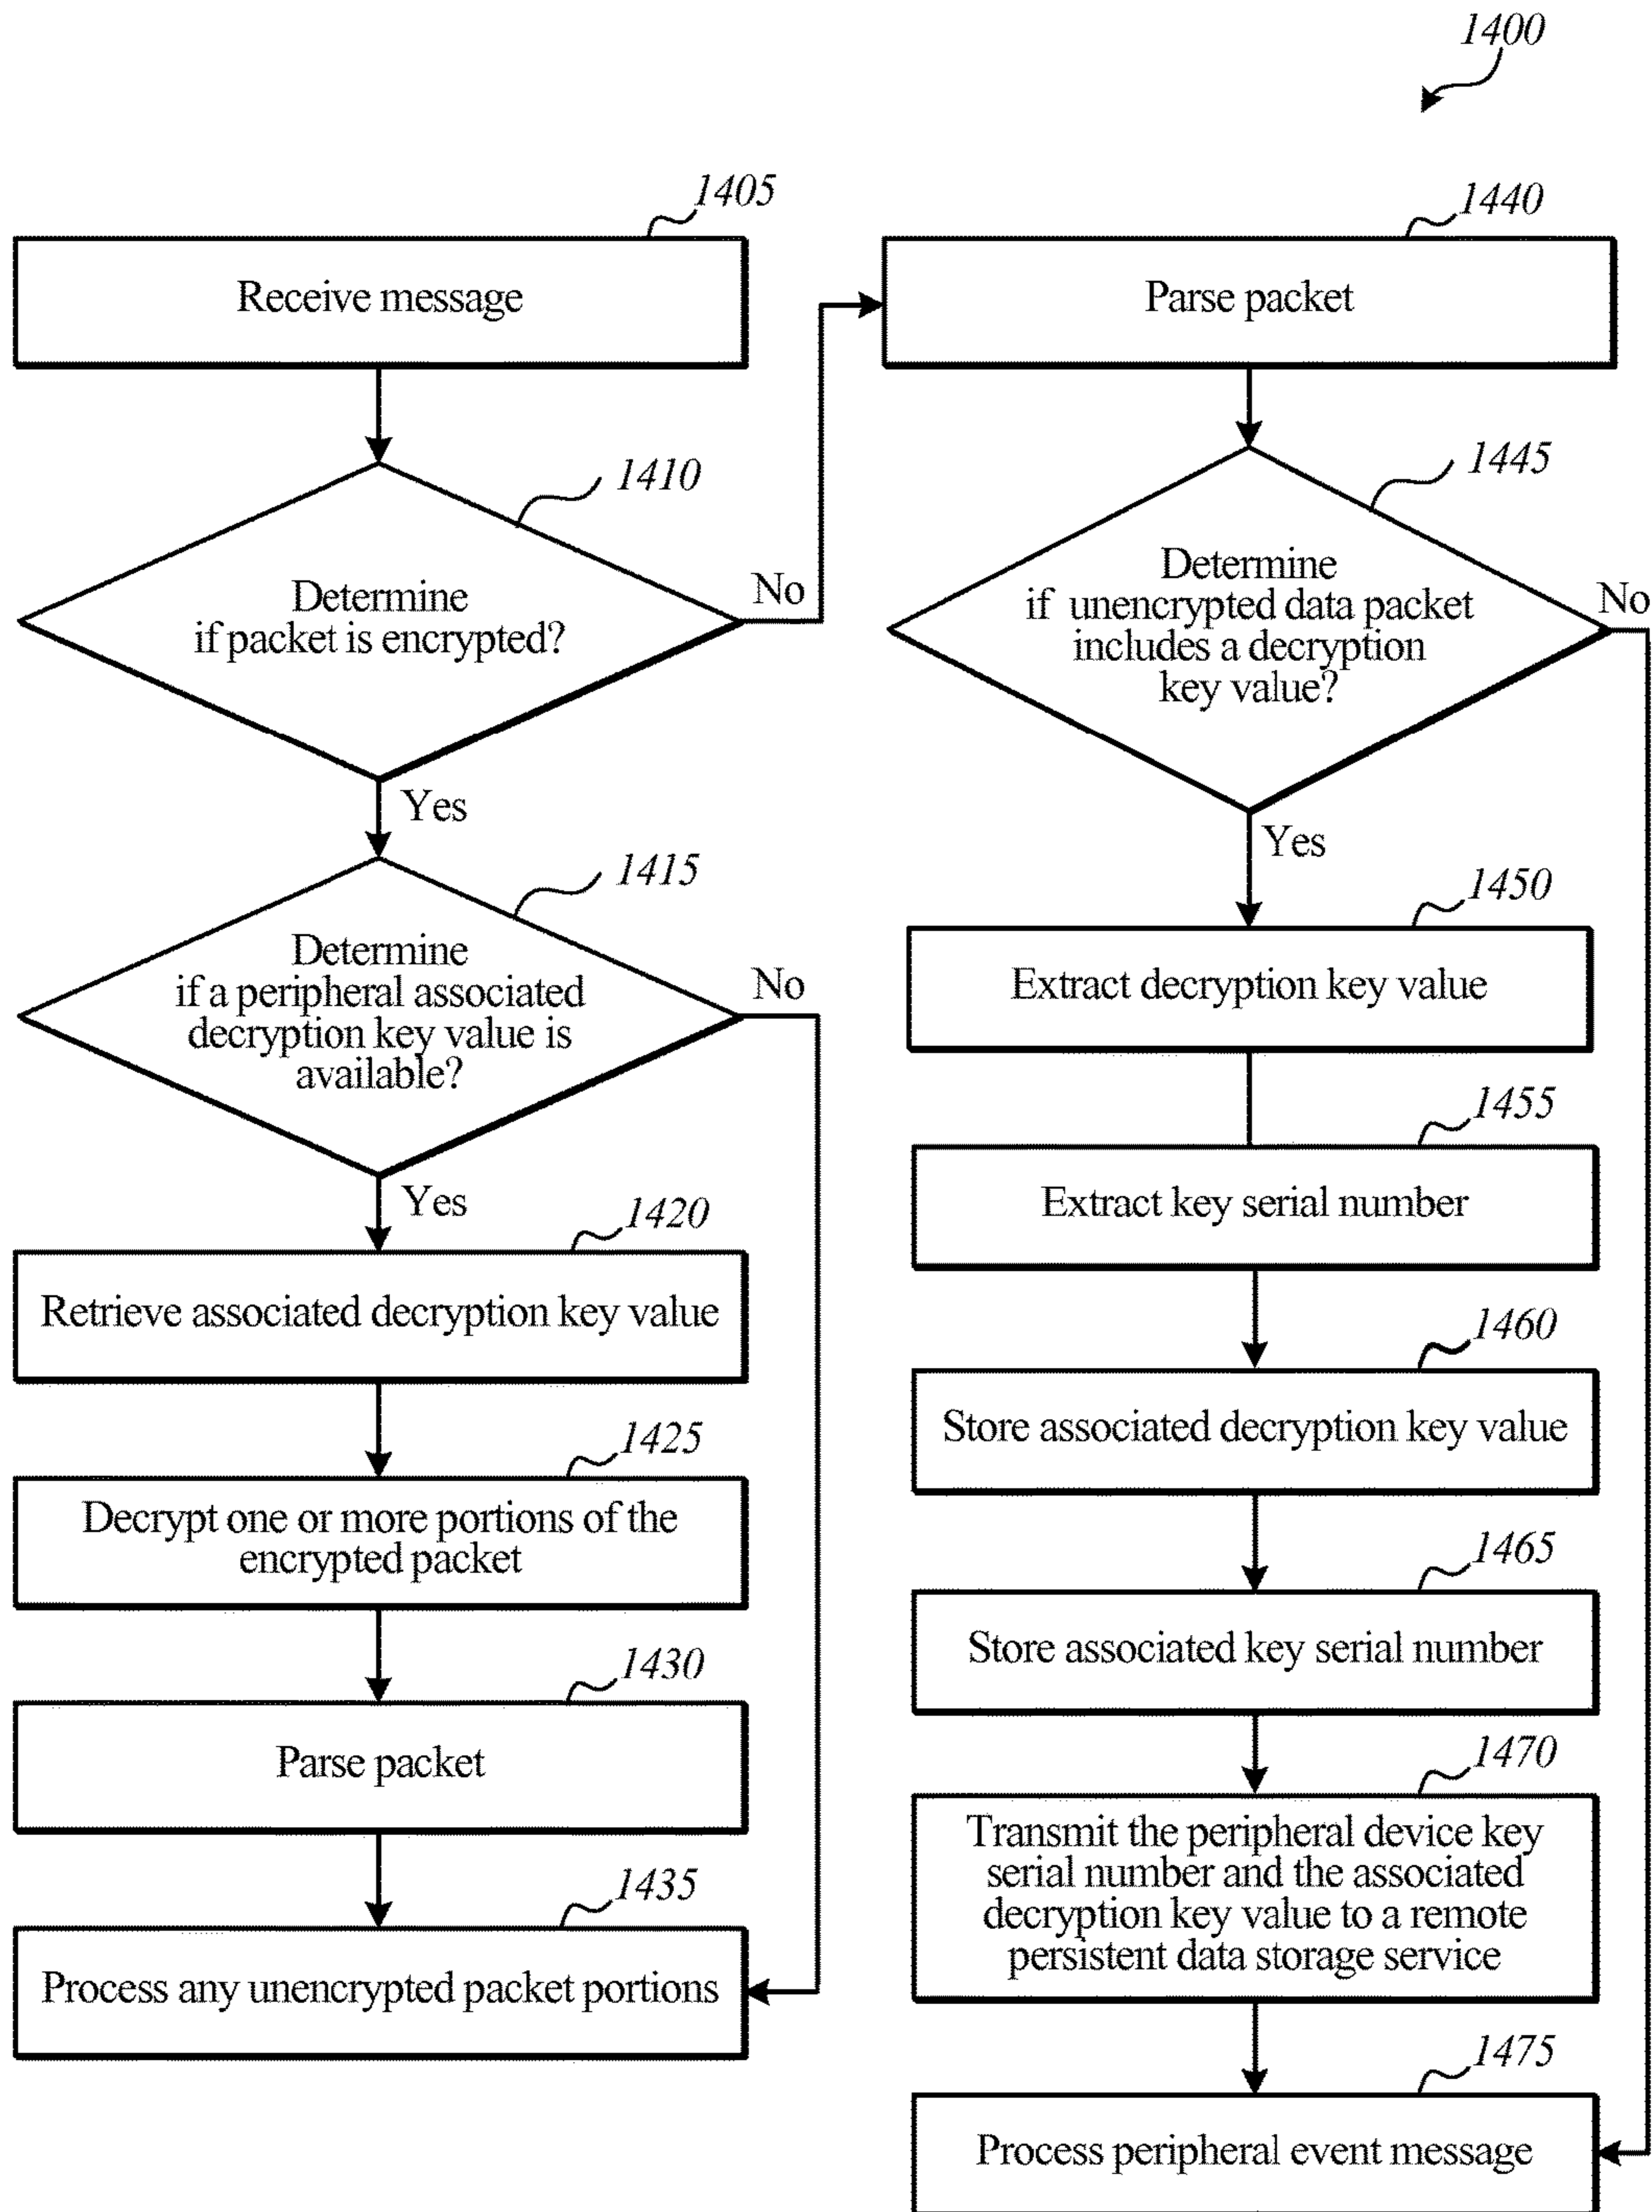 1400
1405
Receive message
1410
Determine
if packet is encrypted?
No
Yes
1415
Determine
if a peripheral associated
decryption key value is
available?
No
Yes
1420
Retrieve associated decryption key value
1425
Decrypt one or more portions of the
encrypted packet
1430
Parse packet
1435
Process any unencrypted packet portions
1440
Parse packet
1445
Determine
if unencrypted data packet
includes a decryption
key value?
No
Yes
1450
Extract decryption key value
1455
Extract key serial number
1460
Store associated decryption key value
1465
Store associated key serial number
1470
Transmit the peripheral device key
serial number and the associated
decryption key value to a remote
persistent data storage service
1475
Process peripheral event message